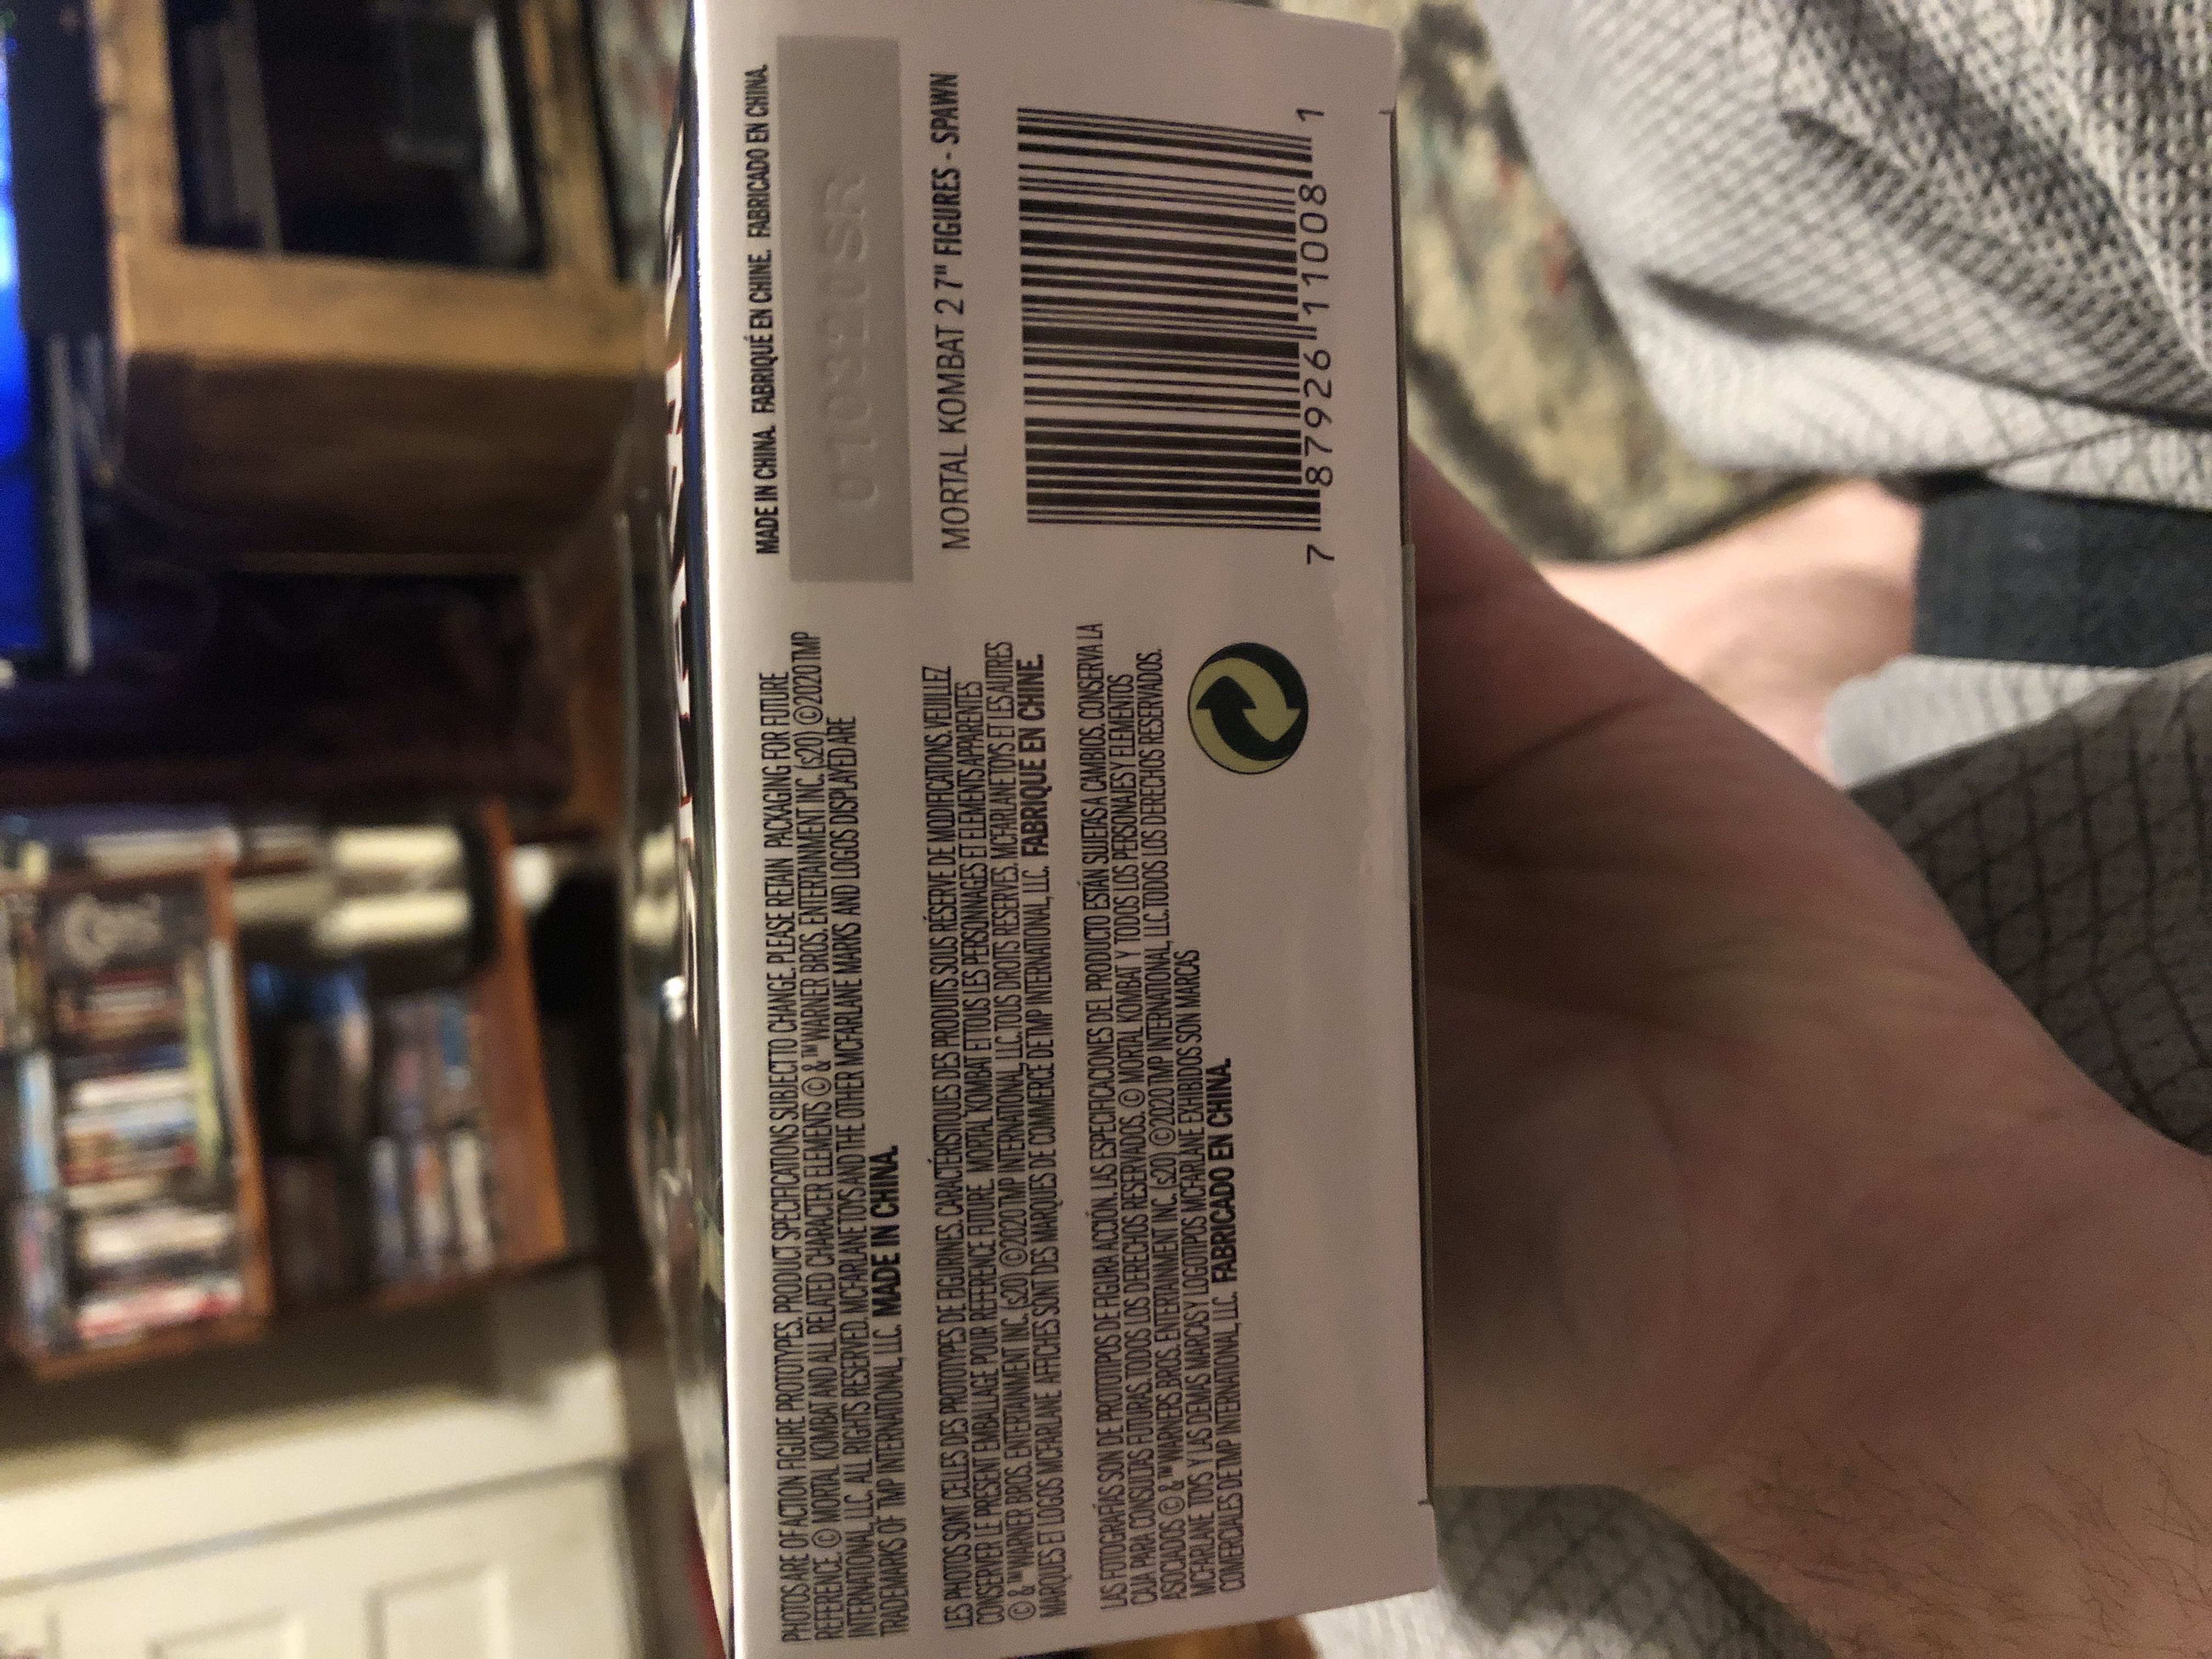 PHOTOS ARE OF ACTION FIGURE PROTOTYPES. PRODUCT SPECIFICATIONS SUBJECT TO CHANGE. PLEASE RETAIN PACKAGING FOR FUTURE
REFERENCE. © MORTAL KOMBAT AND ALL RELATED CHARACTER ELEMENTS © & ™ WARNER BROS. ENTERTAINMENT INC. (s20) ©2020 TMP
INTERNATIONAL, LLC. ALL RIGHTS RESERVED. MCFARLANE TOYS AND THE OTHER MCFARLANE MARKS AND LOGOS DISPLAYED ARE
TRADEMARKS OF TMP INTERNATIONAL, LLC. MADE IN CHINA.
LES PHOTOS SONT CELLES DES PROTOTYPES DE FIGURINES. CARACTÉRISTIQUES DES PRODUITS SOUS RÉSERVE DE MODIFICATIONS. VEUILLEZ
CONSERVER LE PRESENT EMBALLAGE POUR REFERENCE FUTURE. MORTAL KOMBAT ET TOUS LES PERSONNAGES ET ELEMENTS APPARENTES
© & ™ WARNER BROS. ENTERTAINMENT INC. (s20) ©2020 TMP INTERNATIONAL, LLC. TOUS DROITS RESERVES. MCFARLANE TOYS ET LES AUTRES
MARQUES ET LOGOS MCFARLANE AFFICHES SONT DES MARQUES DE COMMERCE DE TMP INTERNATIONAL, LLC. FABRIQUE EN CHINE.
LAS FOTOGRAFÍAS SON DE PROTOTIPOS DE FIGURA ACCIÓN. LAS ESPECIFICACIONES DEL PRODUCTO ESTÁN SUJETAS A CAMBIOS. CONSERVA LA
CAJA PARA CONSULTAS FUTURAS. TODOS LOS DERECHOS RESERVADOS. © MORTAL KOMBAT Y TODOS LOS PERSONAJES Y ELEMENTOS
ASOCIADOS © & ™ WARNERS BROS. ENTERTAINMENT INC. (s20) ©2020 TMP INTERNATIONAL, LLC. TODOS LOS DERECHOS RESERVADOS.
MCFARLANE TOYS Y LAS DEMAS MARCAS Y LOGOTIPOS MCFARLANE EXHIBIDOS SON MARCAS
COMERCIALES DE TMP INTERNATIONAL, LLC. FABRICADO EN CHINA.
MADE IN CHINA. FABRIQUÉ EN CHINE. FABRICADO EN CHINA.
010320SR
MORTAL KOMBAT 2 7" FIGURES - SPAWN
7 87926 11008 1